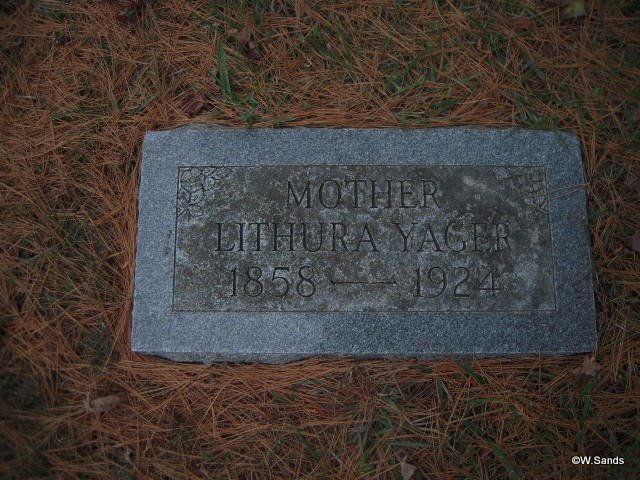 MOTHER
LITHURA YAGER
1858 — 1924
©W.Sands